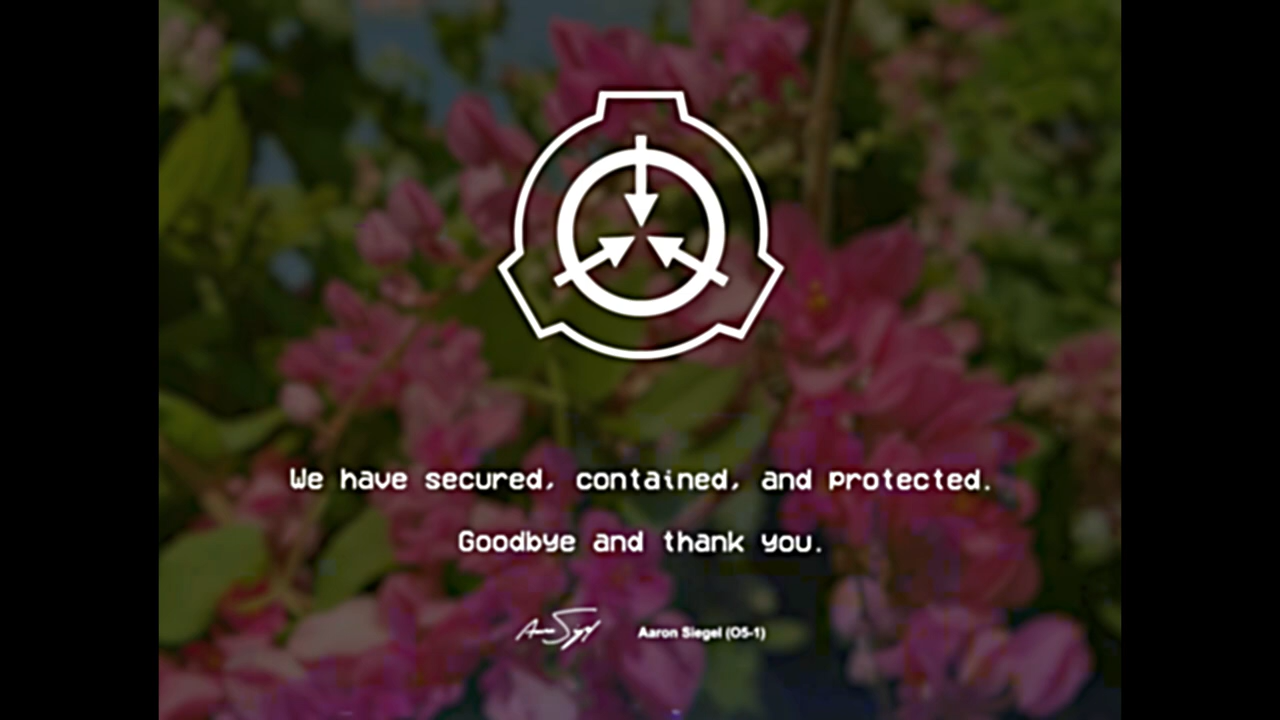 We have secured, contained, and protected.
Goodbye and thank you.
Aaron Siegel (O5-1)